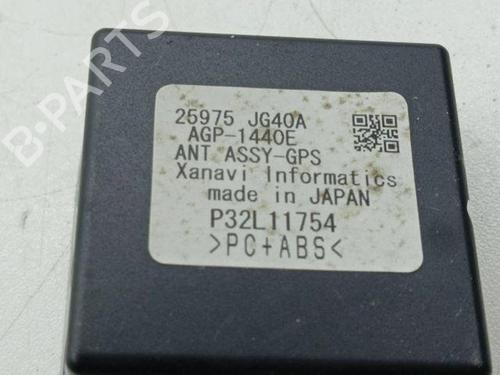 25975 JG40A
AGP-1440E
ANT ASSY-GPS
Xanavi Informatics
made in JAPAN
P32L11754
>PC+ABS<
B-PARTS